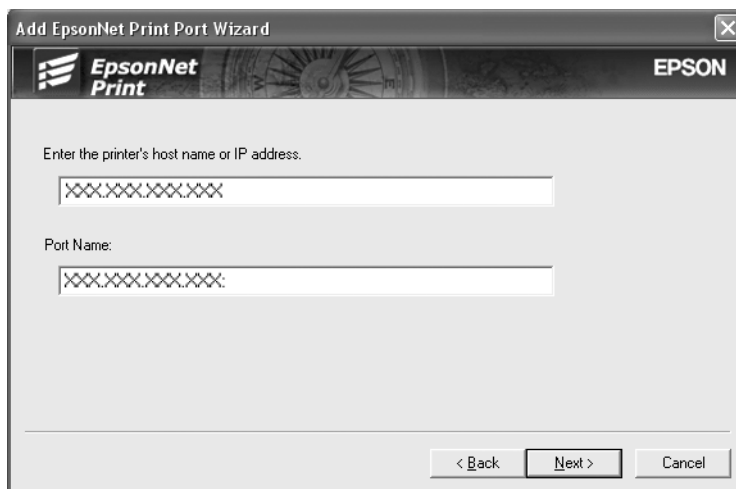 Add EpsonNet Print Port Wizard
EpsonNet
Print
EPSON
Enter the printer's host name or IP address.
XXX.XXX.XXX.XXX
Port Name:
XXX.XXX.XXX.XXX:
< Back
Next >
Cancel